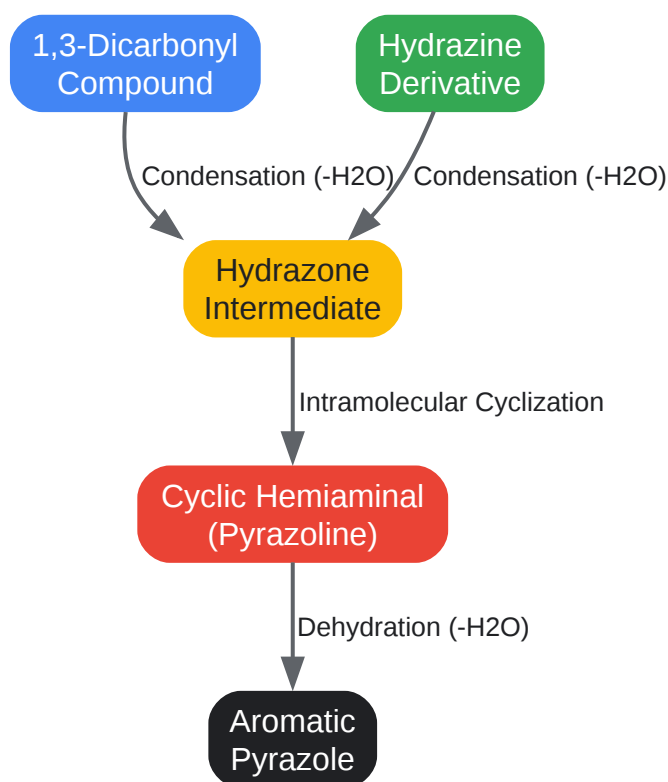 1,3-Dicarbonyl
Compound
Hydrazine
Derivative
Condensation (-H2O)
Condensation (-H2O)
Hydrazone
Intermediate
Intramolecular Cyclization
Cyclic Hemiaminal
(Pyrazoline)
Dehydration (-H2O)
Aromatic
Pyrazole